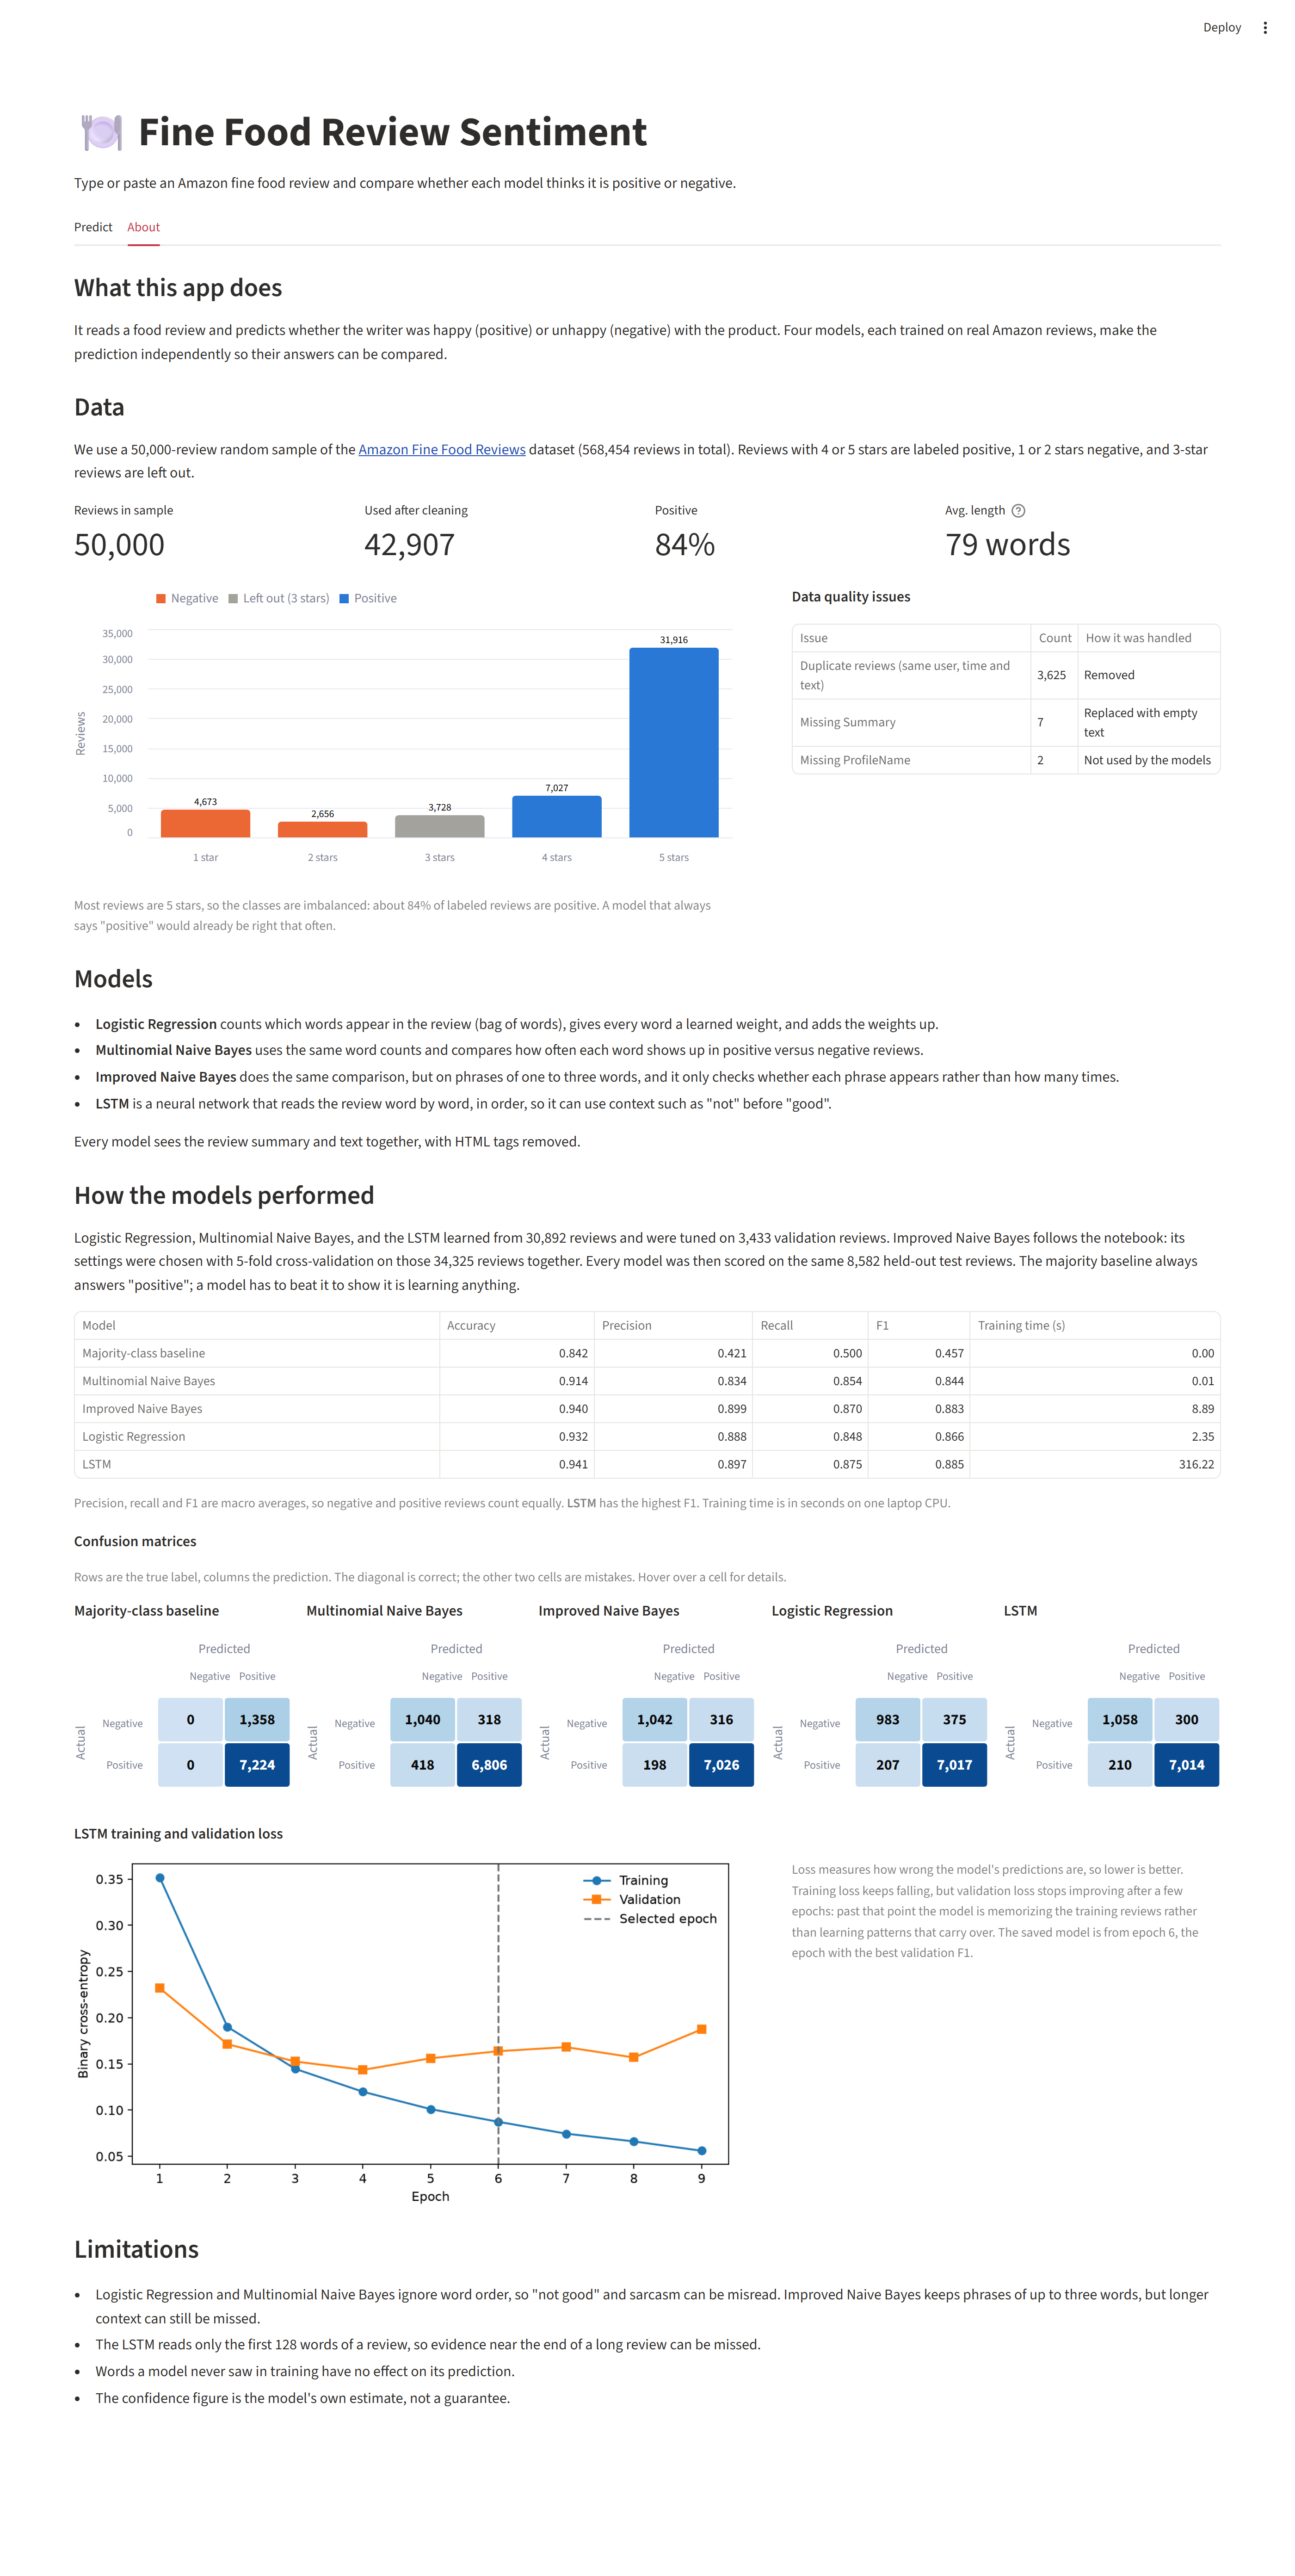 Deploy
Fine Food Review Sentiment
Type or paste an Amazon fine food review and compare whether each model thinks it is positive or negative.
Predict About
What this app does
It reads a food review and predicts whether the writer was happy (positive) or unhappy (negative) with the product. Four models, each trained on real Amazon reviews, make the
prediction independently so their answers can be compared.
Data
We use a 50,000-review random sample of the Amazon Fine Food Reviews dataset (568,454 reviews in total). Reviews with 4 or 5 stars are labeled positive, 1 or 2 stars negative, and 3-star
reviews are left out.
Reviews in sample
50,000
Used after cleaning
42,907
Positive
84%
Avg. length
79 words
Negative Left out (3 stars) Positive
35,000
30,000
25,000
20,000
15,000
10,000
5,000
0
Reviews
4,673
2,656
3,728
7,027
31,916
1 star 2 stars 3 stars 4 stars 5 stars
Most reviews are 5 stars, so the classes are imbalanced: about 84% of labeled reviews are positive. A model that always
says "positive" would already be right that often.
Data quality issues
Issue Count How it was handled
Duplicate reviews (same user, time and
text) 3,625 Removed
Missing Summary 7 Replaced with empty
text
Missing ProfileName 2 Not used by the models
Models
• Logistic Regression counts which words appear in the review (bag of words), gives every word a learned weight, and adds the weights up.
• Multinomial Naive Bayes uses the same word counts and compares how often each word shows up in positive versus negative reviews.
• Improved Naive Bayes does the same comparison, but on phrases of one to three words, and it only checks whether each phrase appears rather than how many times.
• LSTM is a neural network that reads the review word by word, in order, so it can use context such as "not" before "good".
Every model sees the review summary and text together, with HTML tags removed.
How the models performed
Logistic Regression, Multinomial Naive Bayes, and the LSTM learned from 30,892 reviews and were tuned on 3,433 validation reviews. Improved Naive Bayes follows the notebook: its
settings were chosen with 5-fold cross-validation on those 34,325 reviews together. Every model was then scored on the same 8,582 held-out test reviews. The majority baseline always
answers "positive"; a model has to beat it to show it is learning anything.
Model Accuracy Precision Recall F1 Training time (s)
Majority-class baseline 0.842 0.421 0.500 0.457 0.00
Multinomial Naive Bayes 0.914 0.834 0.854 0.844 0.01
Improved Naive Bayes 0.940 0.899 0.870 0.883 8.89
Logistic Regression 0.932 0.888 0.848 0.866 2.35
LSTM 0.941 0.897 0.875 0.885 316.22
Precision, recall and F1 are macro averages, so negative and positive reviews count equally. LSTM has the highest F1. Training time is in seconds on one laptop CPU.
Confusion matrices
Rows are the true label, columns the prediction. The diagonal is correct; the other two cells are mistakes. Hover over a cell for details.
Majority-class baseline
Predicted
Negative Positive
Actual
Negative 0 1,358
Positive 0 7,224
Multinomial Naive Bayes
Predicted
Negative Positive
Actual
Negative 1,040 318
Positive 418 6,806
Improved Naive Bayes
Predicted
Negative Positive
Actual
Negative 1,042 316
Positive 198 7,026
Logistic Regression
Predicted
Negative Positive
Actual
Negative 983 375
Positive 207 7,017
LSTM
Predicted
Negative Positive
Actual
Negative 1,058 300
Positive 210 7,014
LSTM training and validation loss
Training
Validation
Selected epoch
0.35
0.30
0.25
0.20
0.15
0.10
0.05
Binary cross-entropy
1 2 3 4 5 6 7 8 9
Epoch
Loss measures how wrong the model's predictions are, so lower is better.
Training loss keeps falling, but validation loss stops improving after a few
epochs: past that point the model is memorizing the training reviews rather
than learning patterns that carry over. The saved model is from epoch 6, the
epoch with the best validation F1.
Limitations
• Logistic Regression and Multinomial Naive Bayes ignore word order, so "not good" and sarcasm can be misread. Improved Naive Bayes keeps phrases of up to three words, but longer
context can still be missed.
• The LSTM reads only the first 128 words of a review, so evidence near the end of a long review can be missed.
• Words a model never saw in training have no effect on its prediction.
• The confidence figure is the model's own estimate, not a guarantee.